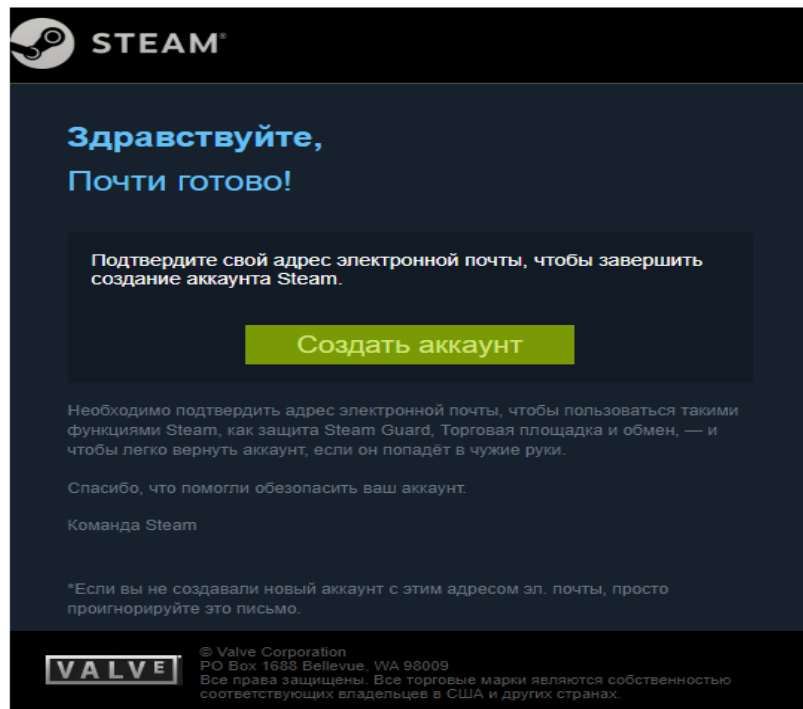 STEAM®
Здравствуйте,
Почти готово!
Подтвердите свой адрес электронной почты, чтобы завершить
создание аккаунта Steam.
Создать аккаунт
Необходимо подтвердить адрес электронной почты, чтобы пользоваться такими
функциями Steam, как защита Steam Guard, Торговая площадка и обмен, — и
чтобы легко вернуть аккаунт, если он попадёт в чужие руки.
Спасибо, что помогли обезопасить ваш аккаунт.
Команда Steam
*Если вы не создавали новый аккаунт с этим адресом эл. почты, просто
проигнорируйте это письмо.
VALVE
© Valve Corporation
PO Box 1688 Bellevue, WA 98009
Все права защищены. Все торговые марки являются собственностью
соответствующих владельцев в США и других странах.